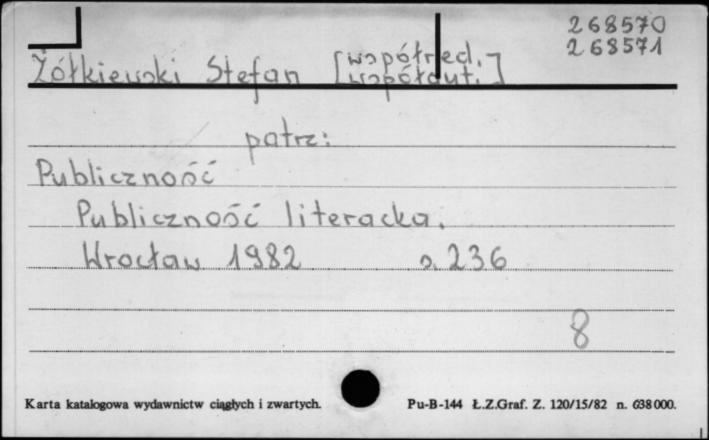 268570
268571
Żółkiewski Stefan [współred. współaut.]
patrz:
Publiczność
Publiczność literacka.
Wrocław 1982 s. 236
8
Karta katalogowa wydawnictw ciągłych i zwartych. Pu-B-144 Ł.Z.Graf. Z. 120/15/82 n. 638000.